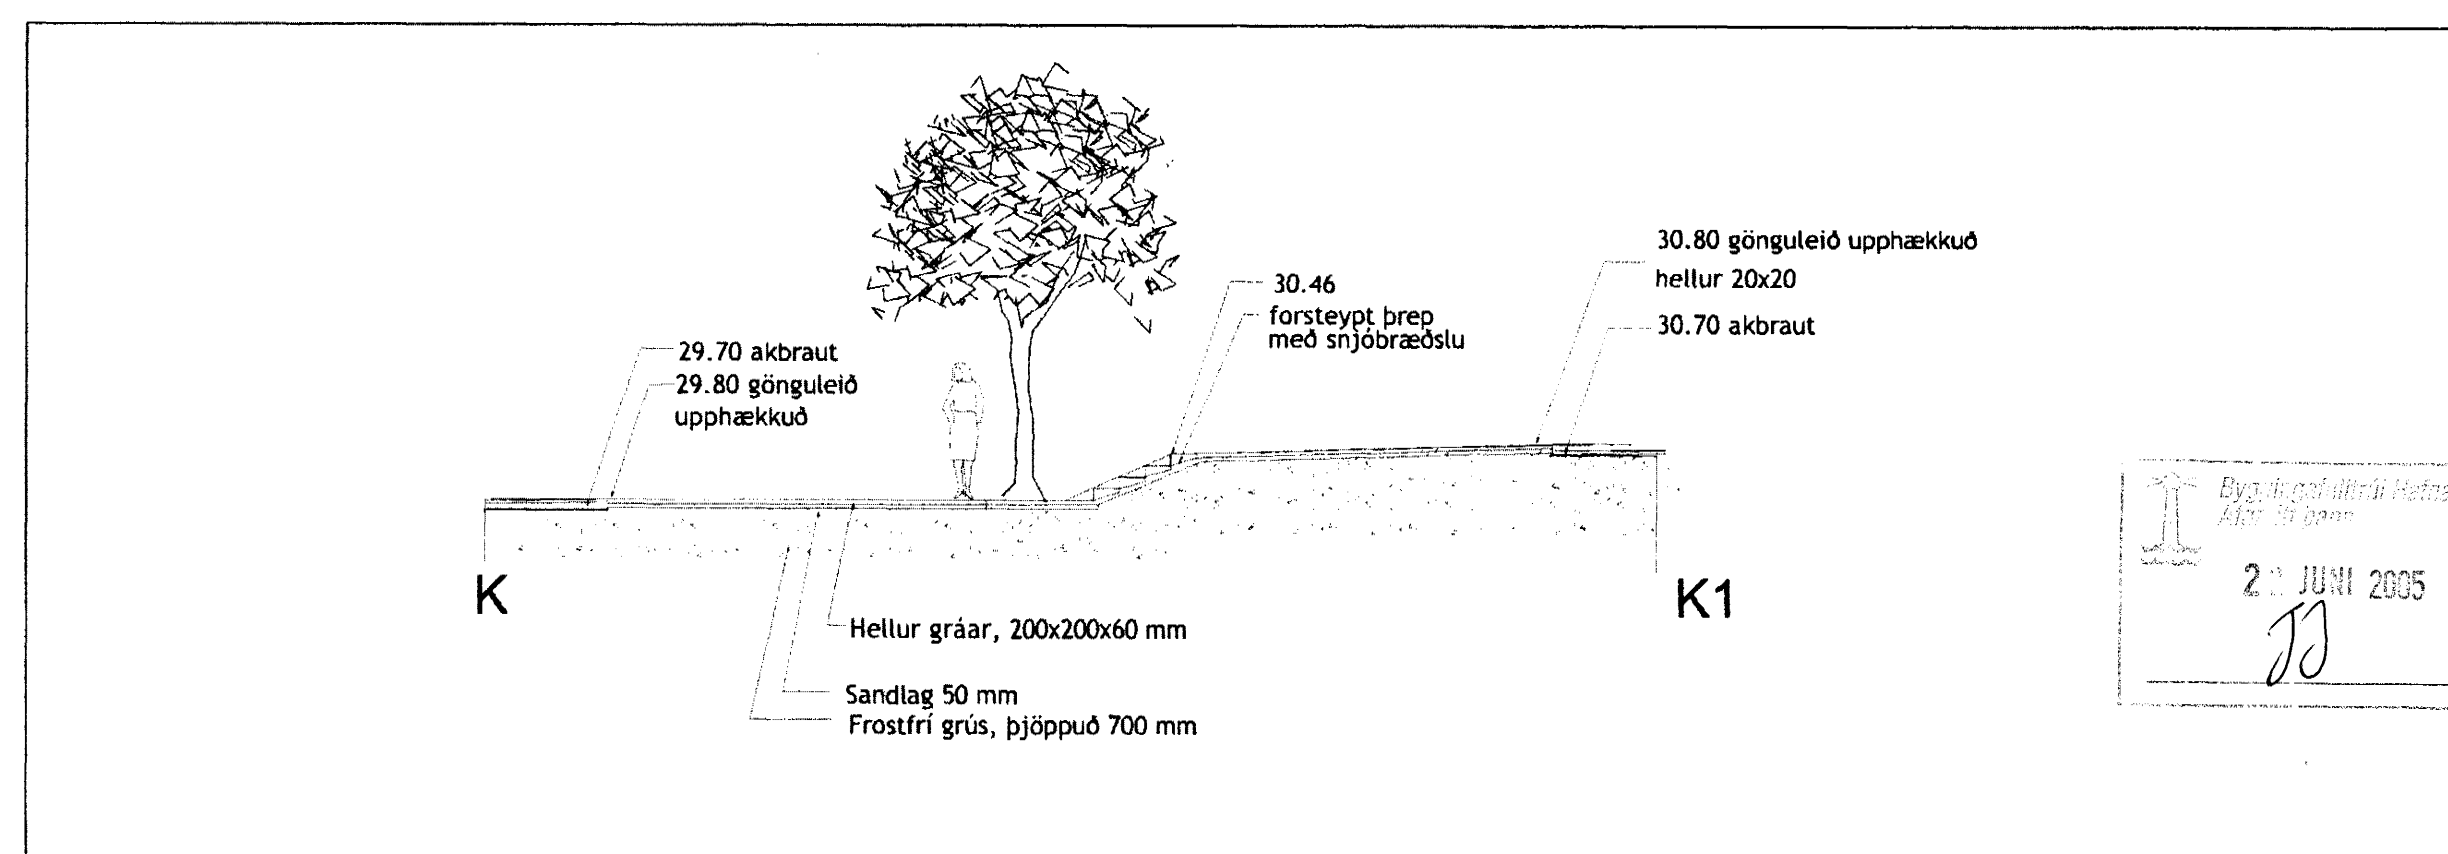 30.80 gönguleið upphækkuð
hellur 20x20
30.46
forsteypt þrep
með snjóbræðslu
30.70 akbraut
29.70 akbraut
29.80 gönguleið
upphækkuð
K
K1
JUNI 2005
Hellur gráar, 200x200x60 mm
Sandlag 50 mm
Frostfrí grús, þjöppuð 700 mm